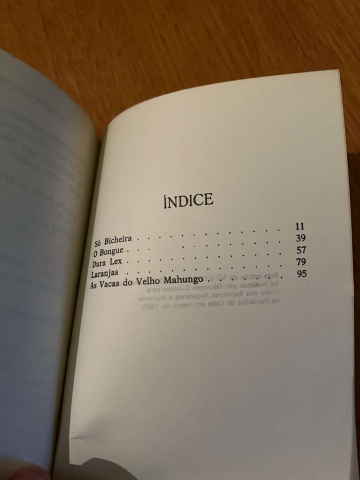 ÍNDICE
Sô Bicheira . . . . . . . . . . . . 11
O Bongue . . . . . . . . . . . . 39
Dura Lex . . . . . . . . . . . . 57
Laranjas . . . . . . . . . . . . 79
As Vacas do Velho Mahungo . . . . . . . 95